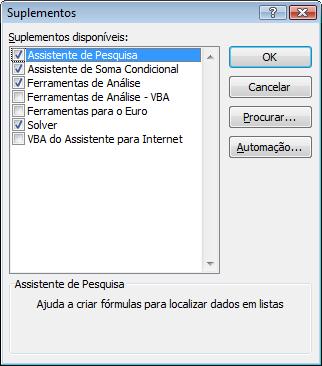 Suplementos
Suplementos disponíveis:
Assistente de Pesquisa
Assistente de Soma Condicional
Ferramentas de Análise
Ferramentas de Análise - VBA
Ferramentas para o Euro
Solver
VBA do Assistente para Internet
OK
Cancelar
Procurar...
Automação...
Assistente de Pesquisa
Ajuda a criar fórmulas para localizar dados em listas